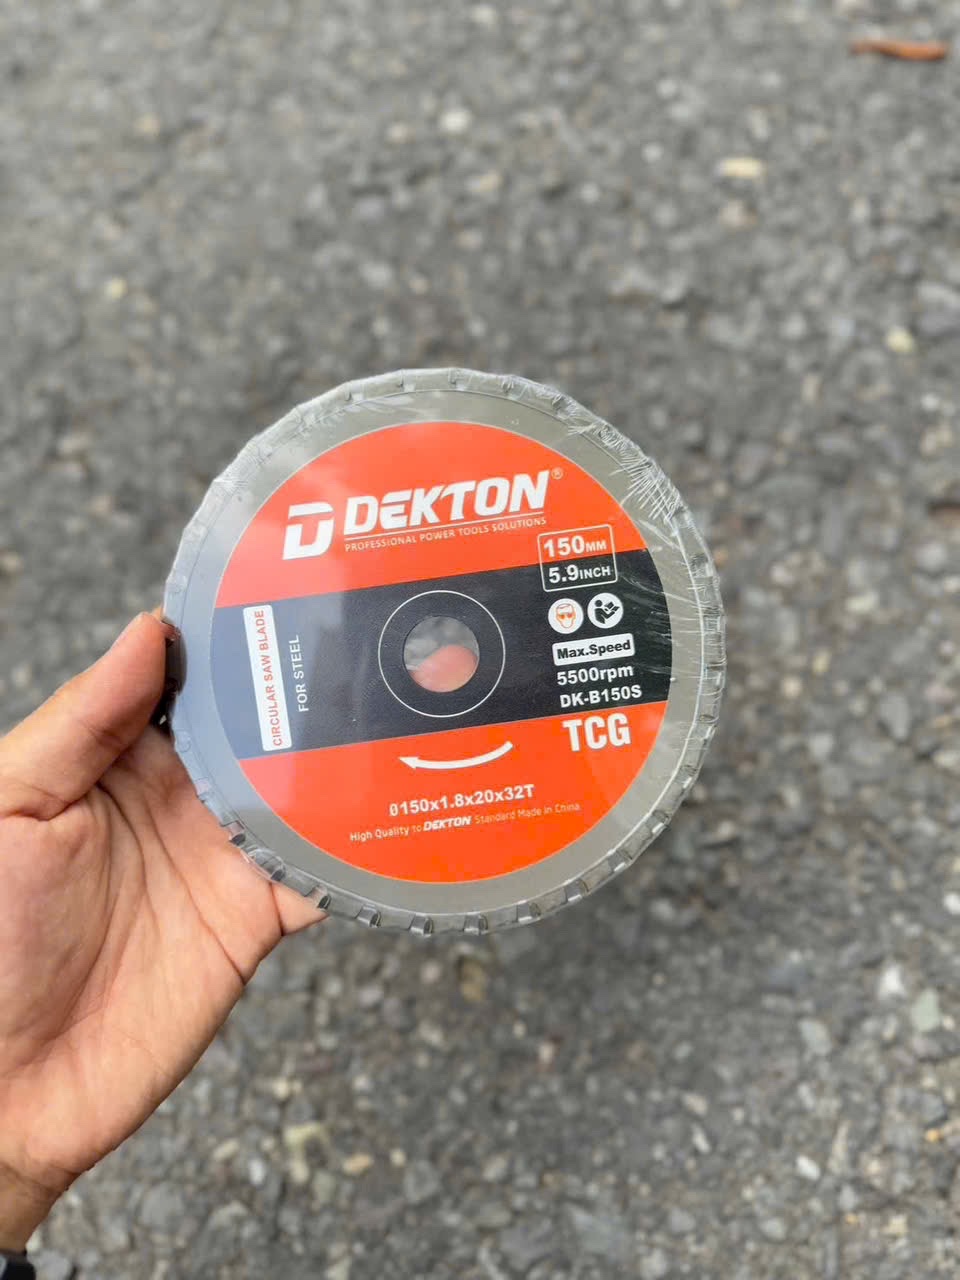 DEKTON®
PROFESSIONAL POWER TOOLS SOLUTIONS
150MM
5.9INCH
CIRCULAR SAW BLADE
FOR STEEL
Max.Speed
5500rpm
DK-B150S
TCG
Ø150x1.8x20x32T
High Quality to DEKTON Standard Made in China